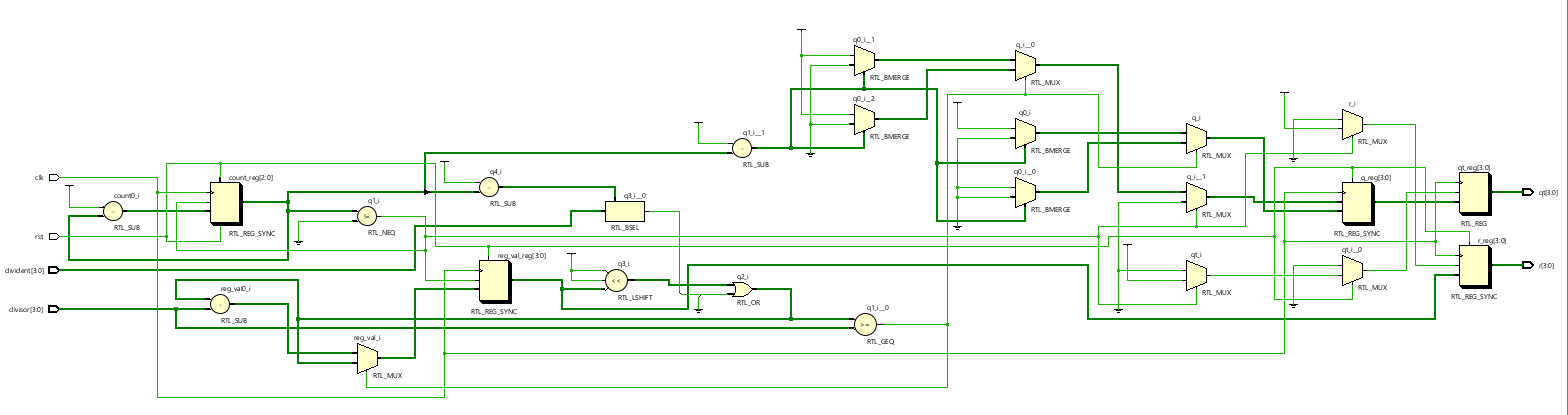 q0_i__1
RTL_BMERGE
q_i__0
RTL_MUX
q0_i__2
RTL_BMERGE
q1_i__1
-
RTL_SUB
q0_i
RTL_BMERGE
q_i
RTL_MUX
r_i
RTL_MUX
clk
count0_i
-
RTL_SUB
count_reg[2:0]
RTL_REG_SYNC
q4_i
-
RTL_SUB
q3_i__0
RTL_BSEL
q1_i
!=
RTL_NEQ
q0_i__0
RTL_BMERGE
q_i__1
RTL_MUX
q_reg[3:0]
RTL_REG_SYNC
qt_reg[3:0]
RTL_REG
qt[3:0]
rst
divident[3:0]
reg_val_reg[3:0]
RTL_REG_SYNC
q3_i
<<
RTL_LSHIFT
q2_i
RTL_OR
qt_i
RTL_MUX
qt_i__0
RTL_MUX
r_reg[3:0]
RTL_REG_SYNC
r[3:0]
divisor[3:0]
reg_val0_i
-
RTL_SUB
q1_i__0
>=
RTL_GEQ
reg_val_i
RTL_MUX